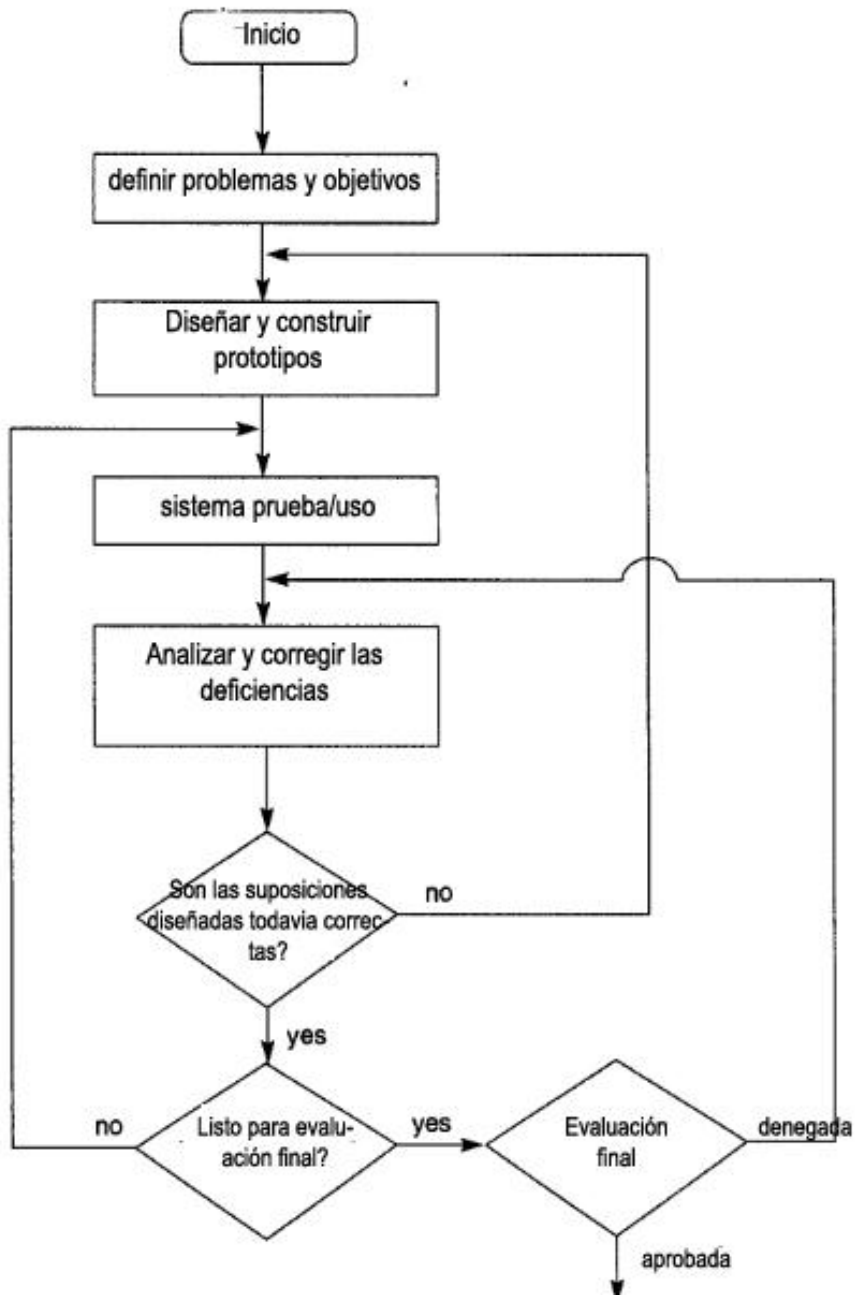 Inicio
definir problemas y objetivos
Diseñar y construir
prototipos
sistema prueba/uso
Analizar y corregir las
deficiencias
Son las suposiciones
diseñadas todavia correc-
tas?
no
yes
no
Listo para evalu-
ación final?
yes
Evaluación
final
denegada
aprobada